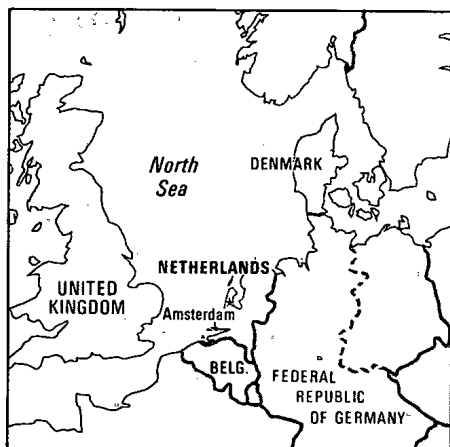 North
Sea
DENMARK
NETHERLANDS
UNITED
KINGDOM
Amsterdam
BELG.
FEDERAL
REPUBLIC
OF GERMANY